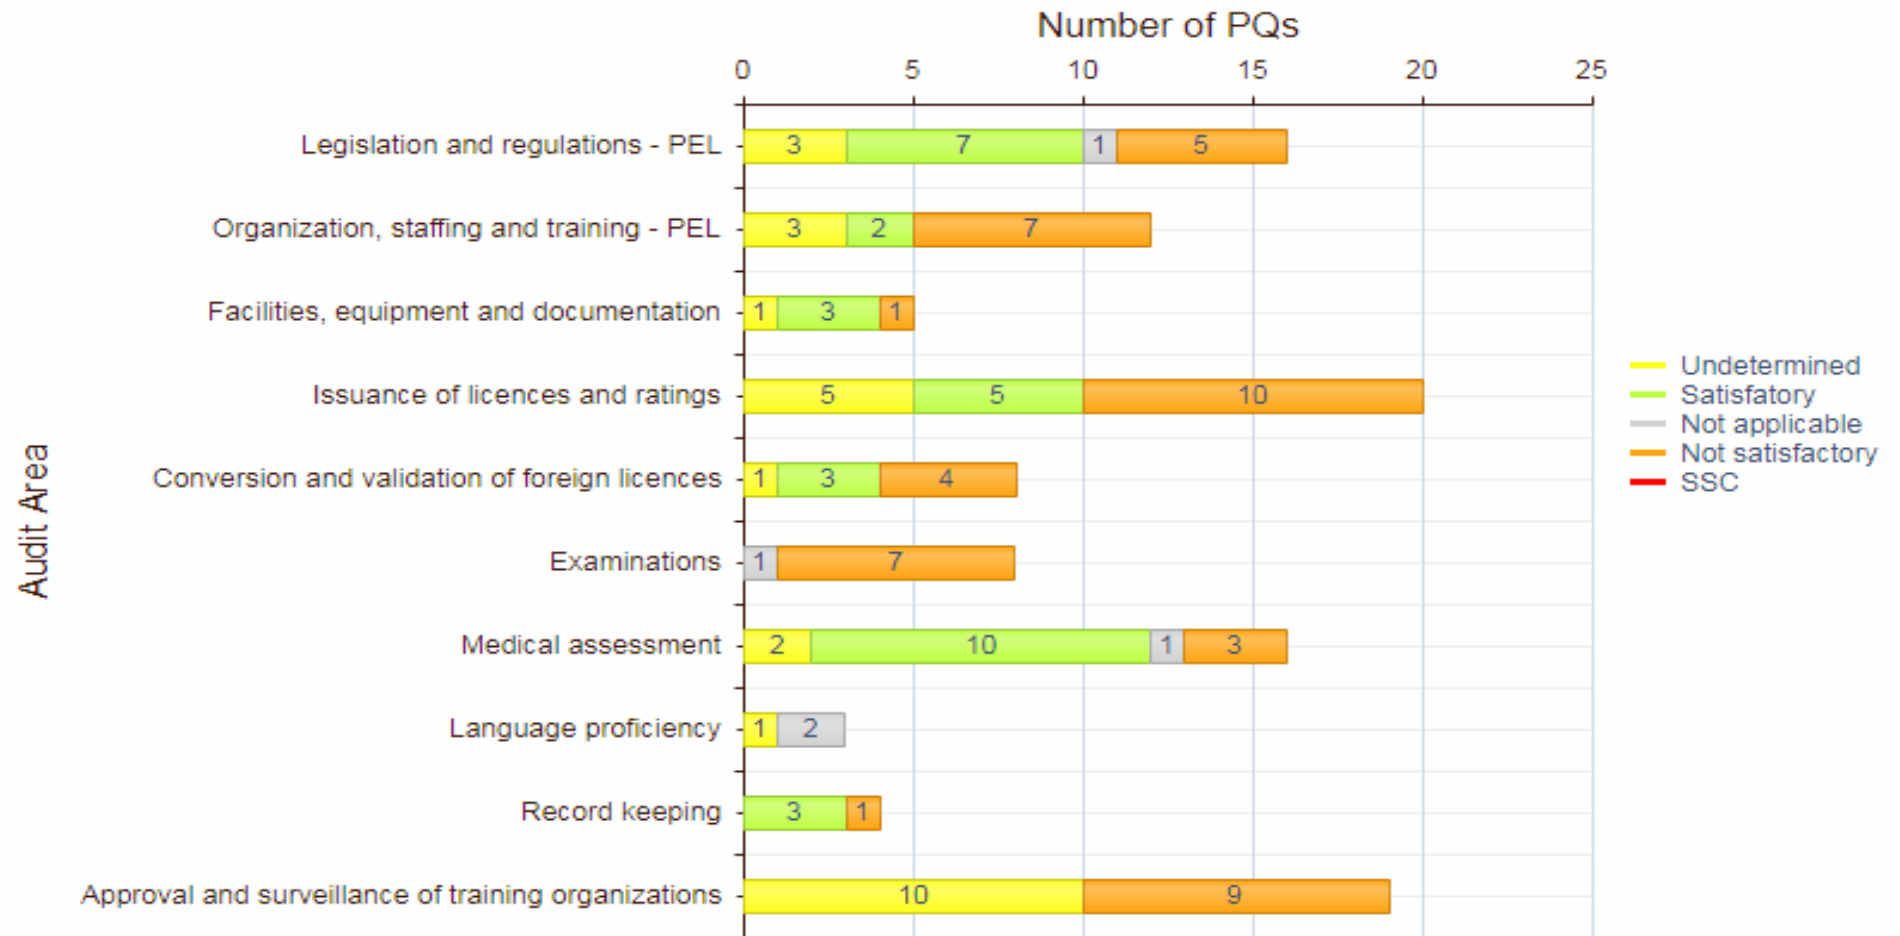 Number of PQs
0 5 10 15 20 25
Legislation and regulations - PEL 3 7 1 5
Organization, staffing and training - PEL 3 2 7
Facilities, equipment and documentation 1 3 1
Issuance of licences and ratings 5 5 10
Conversion and validation of foreign licences 1 3 4
Examinations 1 7
Medical assessment 2 10 1 3
Language proficiency 1 2
Record keeping 3 1
Approval and surveillance of training organizations 10 9
Audit Area
Undetermined
Satisfatory
Not applicable
Not satisfactory
SSC